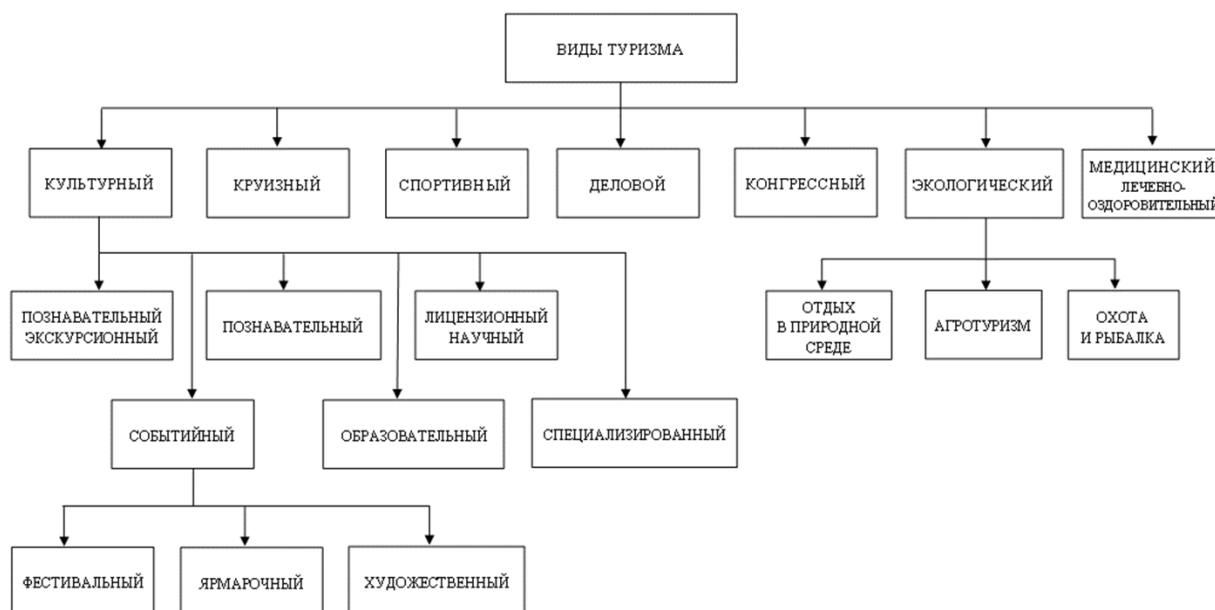 ВИДЫ ТУРИЗМА
КУЛЬТУРНЫЙ
КРУИЗНЫЙ
СПОРТИВНЫЙ
ДЕЛОВОЙ
КОНГРЕССНЫЙ
ЭКОЛОГИЧЕСКИЙ
МЕДИЦИНСКИЙ
ЛЕЧЕБНО-
ОЗДОРОВИТЕЛЬНЫЙ
ПОЗНАВАТЕЛЬНЫЙ
ЭКСКУРСИОННЫЙ
ПОЗНАВАТЕЛЬНЫЙ
ЛИЦЕНЗИОННЫЙ
НАУЧНЫЙ
ОТДЫХ
В ПРИРОДНОЙ
СРЕДЕ
АГРОТУРИЗМ
ОХОТА
И РЫБАЛКА
СОБЫТИЙНЫЙ
ОБРАЗОВАТЕЛЬНЫЙ
СПЕЦИАЛИЗИРОВАННЫЙ
ФЕСТИВАЛЬНЫЙ
ЯРМАРОЧНЫЙ
ХУДОЖЕСТВЕННЫЙ